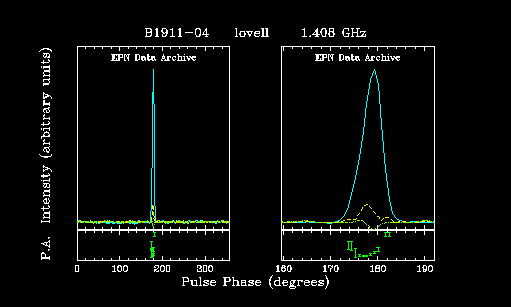 B1911−04 lovell 1.408 GHz
EPN Data Archive EPN Data Archive
Intensity (arbitrary units)
P.A.
0 100 200 300 160 170 180 190
Pulse Phase (degrees)